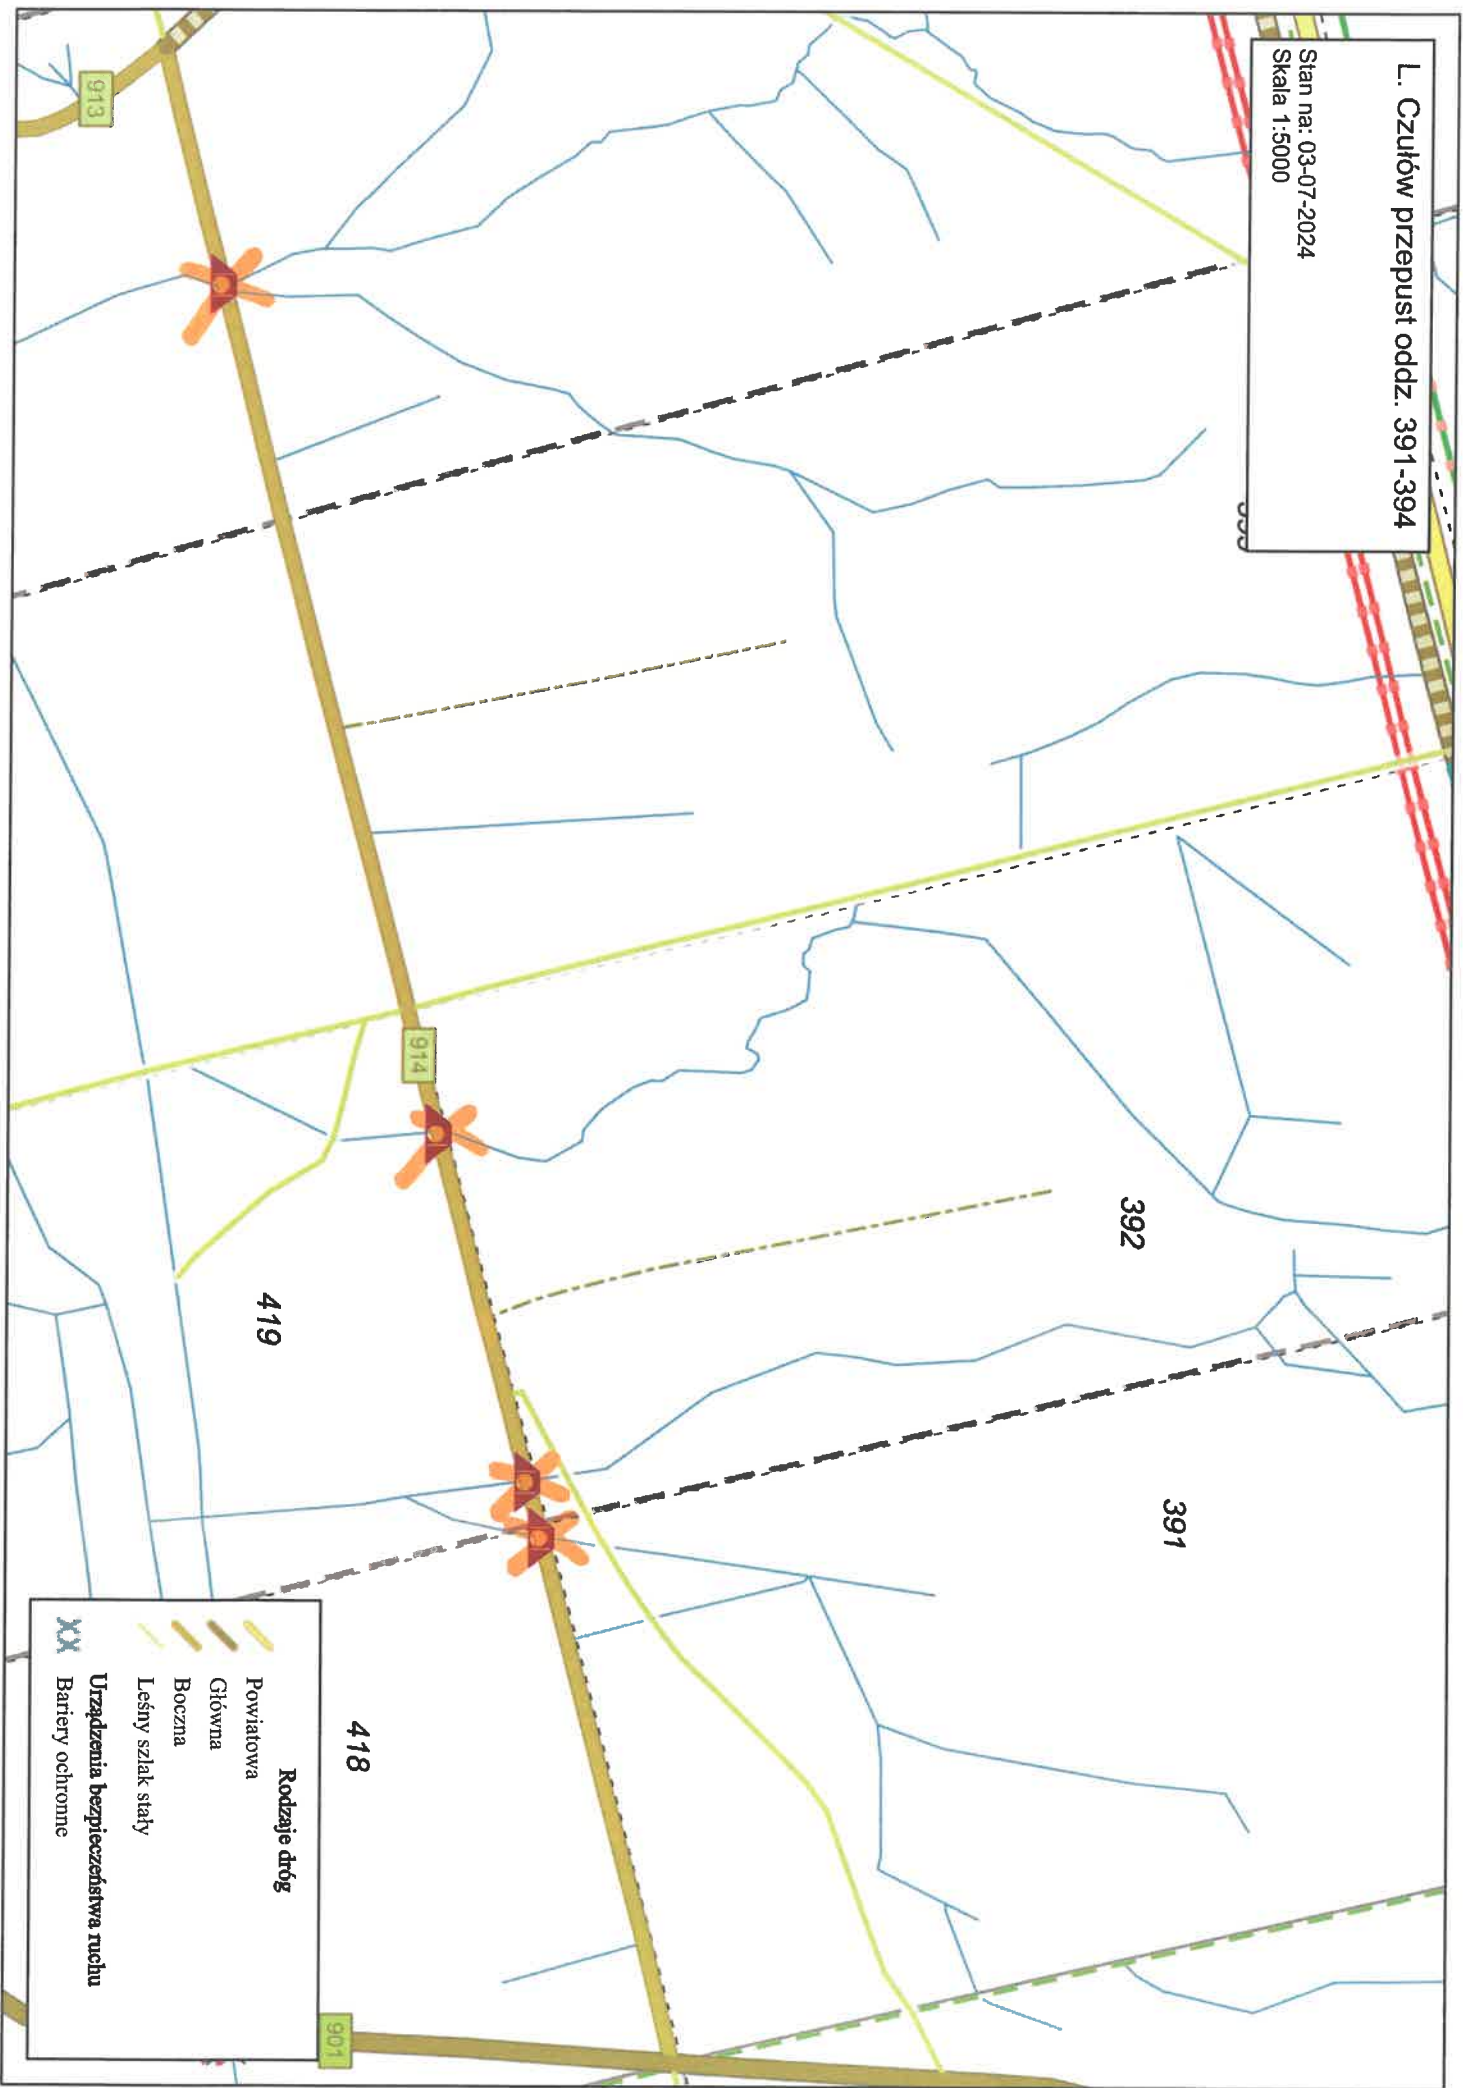 L. Czułów przepust oddz. 391-394
Stan na: 03-07-2024
Skala 1:5000
391
392
914
913
419
418
901
Rodzaje dróg
Powiatowa
Główna
Boczna
Leśny szlak stały
Urządzenia bezpieczeństwa ruchu
Bariery ochronne